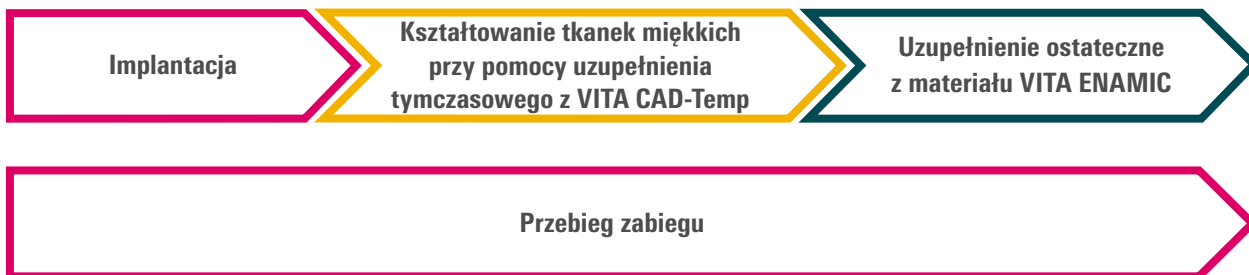 Implantacja
Kształtowanie tkanek miękkich
przy pomocy uzupełnienia
tymczasowego z VITA CAD-Temp
Uzupełnienie ostateczne
z materiału VITA ENAMIC
Przebieg zabiegu